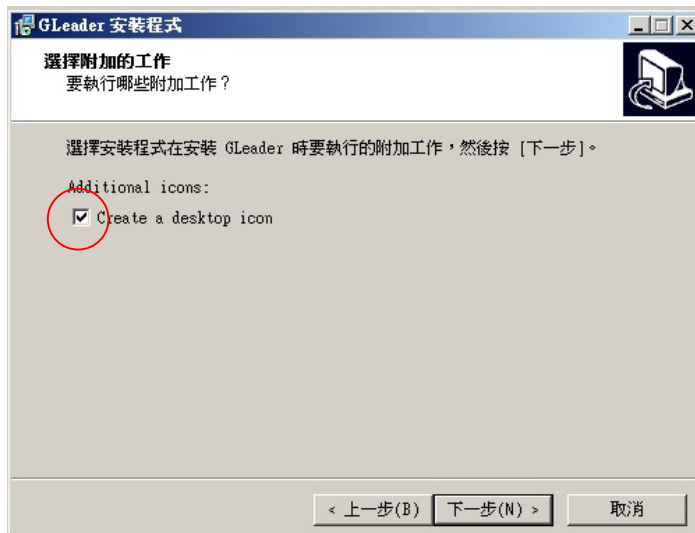 GLeader 安裝程式
選擇附加的工作
要執行哪些附加工作？
選擇安裝程式在安裝 GLeader 時要執行的附加工作，然後按 [下一步]。
Additional icons:
Create a desktop icon
< 上一步(B)
下一步(N) >
取消